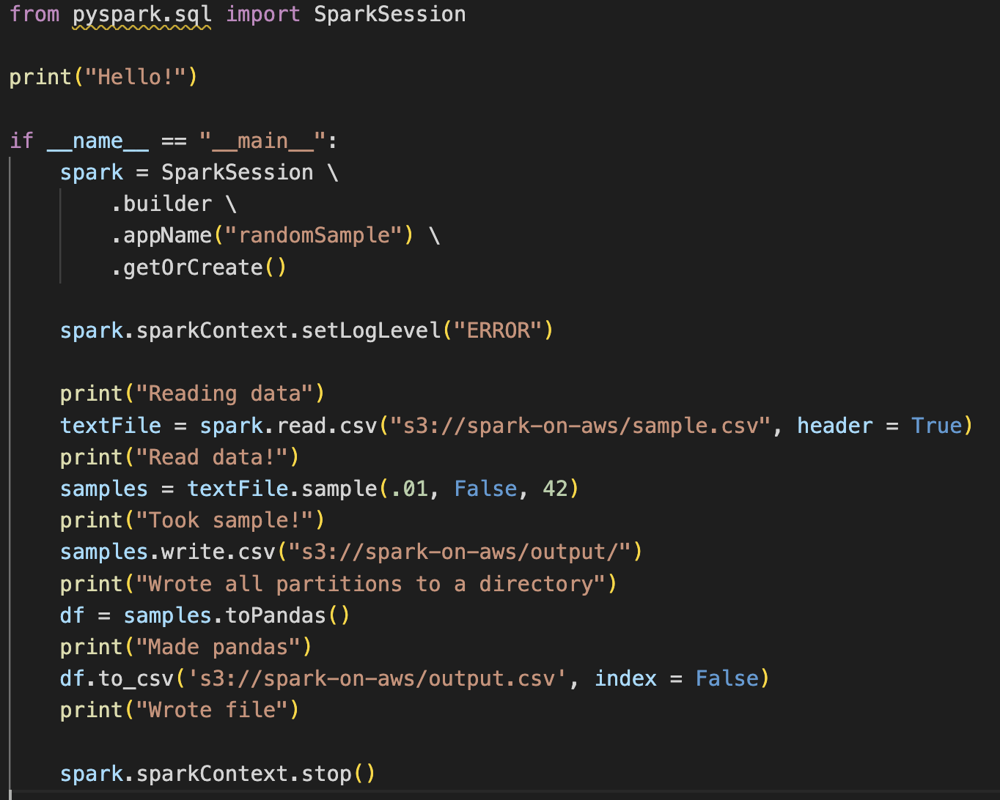 from pyspark.sql import SparkSession
print("Hello!")
if __name__ == "__main__":
spark = SparkSession \
.builder \
.appName("randomSample") \
.getOrCreate()
spark.sparkContext.setLogLevel("ERROR")
print("Reading data")
textFile = spark.read.csv("s3://spark-on-aws/sample.csv", header = True)
print("Read data!")
samples = textFile.sample(.01, False, 42)
print("Took sample!")
samples.write.csv("s3://spark-on-aws/output/")
print("Wrote all partitions to a directory")
df = samples.toPandas()
print("Made pandas")
df.to_csv('s3://spark-on-aws/output.csv', index = False)
print("Wrote file")
spark.sparkContext.stop()